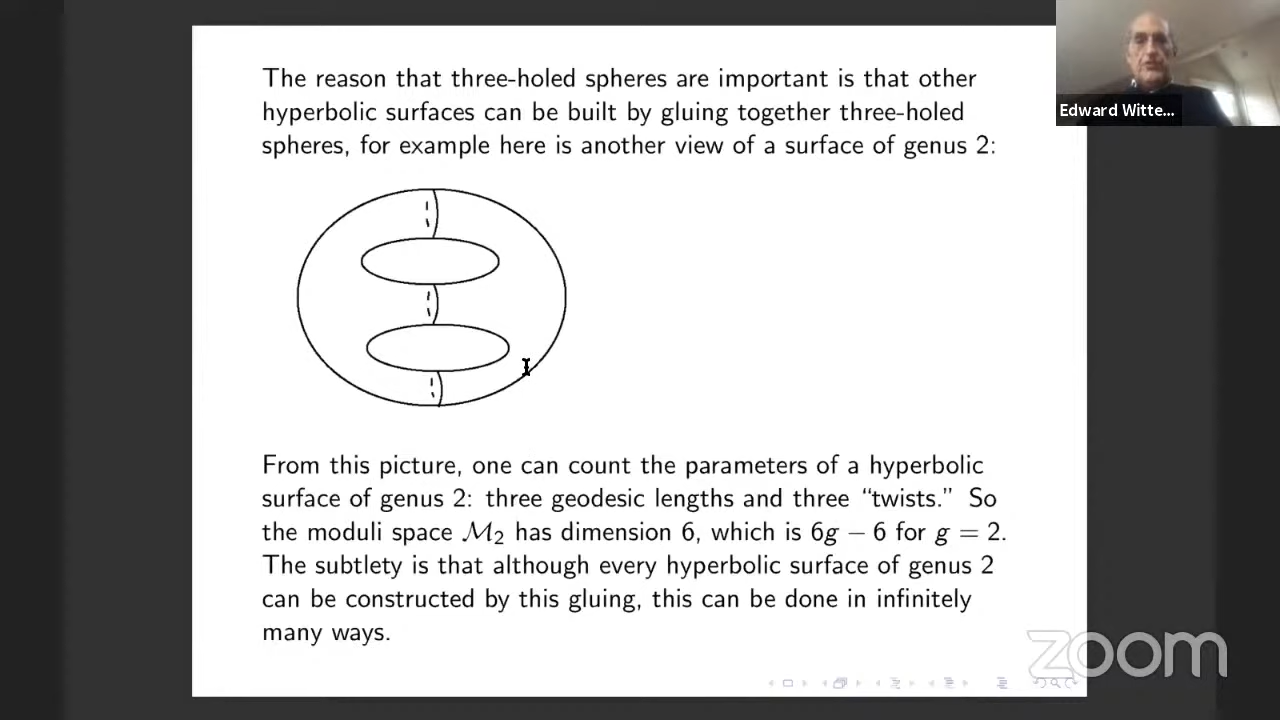 The reason that three-holed spheres are important is that other
hyperbolic surfaces can be built by gluing together three-holed
spheres, for example here is another view of a surface of genus 2:
Edward Witte...
From this picture, one can count the parameters of a hyperbolic
surface of genus 2: three geodesic lengths and three “twists.” So
the moduli space ℳ₂ has dimension 6, which is 6g − 6 for g = 2.
The subtlety is that although every hyperbolic surface of genus 2
can be constructed by this gluing, this can be done in infinitely
many ways.
zoom